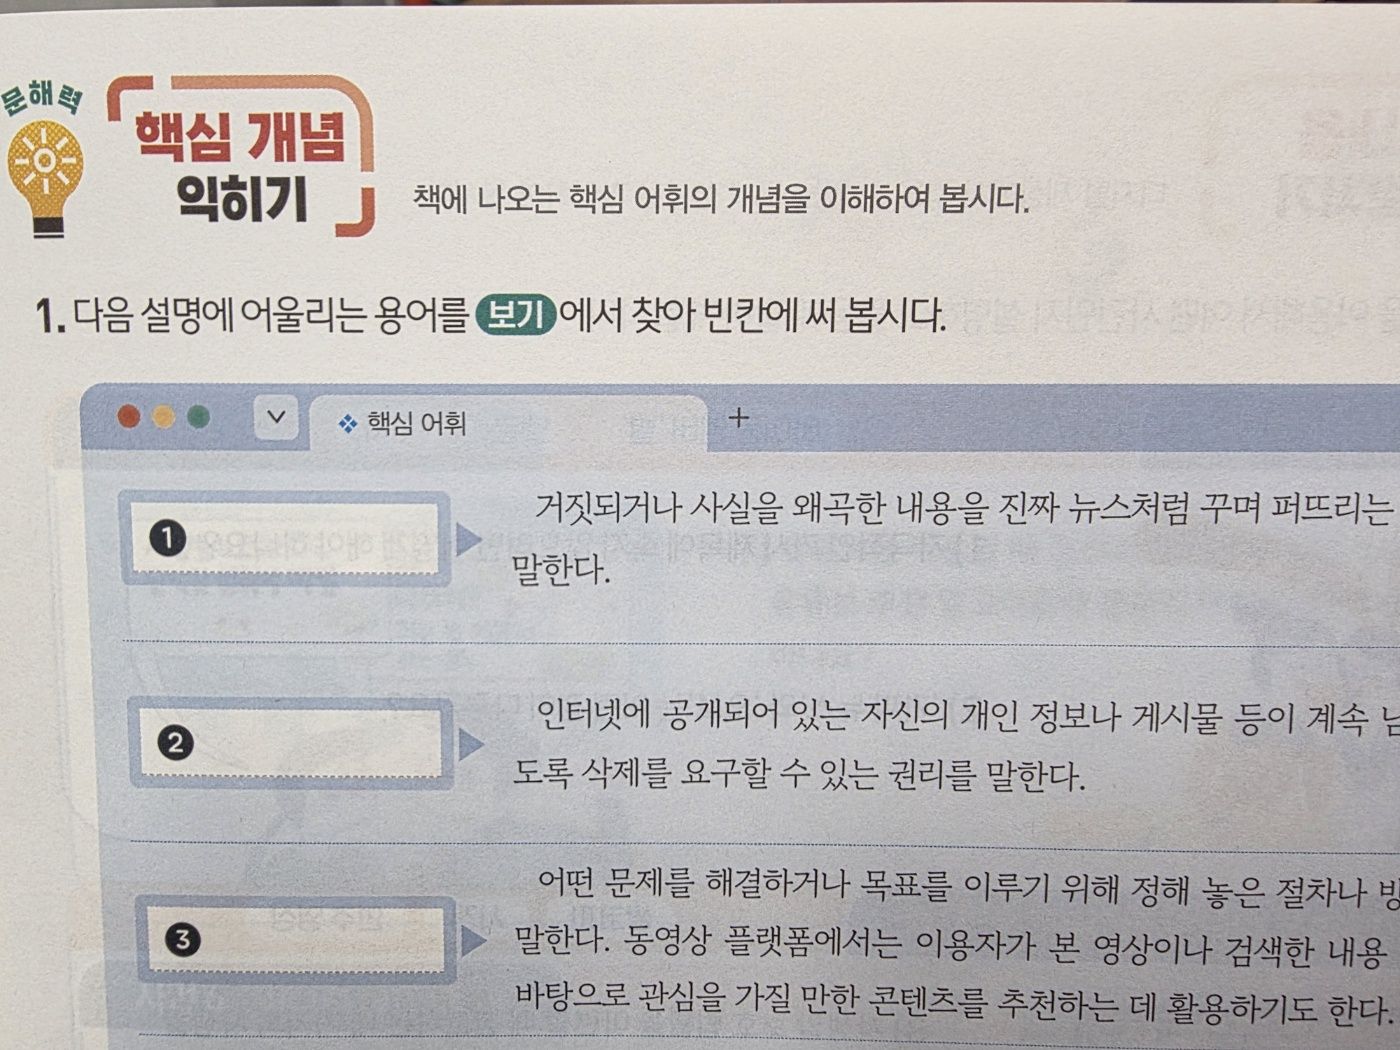 문해력
핵심 개념
익히기
책에 나오는 핵심 어휘의 개념을 이해하여 봅시다.
1. 다음 설명에 어울리는 용어를 보기 에서 찾아 빈칸에 써 봅시다.
핵심 어휘 +
1 거짓되거나 사실을 왜곡한 내용을 진짜 뉴스처럼 꾸며 퍼뜨리는
말한다.
2 인터넷에 공개되어 있는 자신의 개인 정보나 게시물 등이 계속
도록 삭제를 요구할 수 있는 권리를 말한다.
어떤 문제를 해결하거나 목표를 이루기 위해 정해 놓은 절차나
3 말한다. 동영상 플랫폼에서는 이용자가 본 영상이나 검색한 내용
바탕으로 관심을 가질 만한 콘텐츠를 추천하는 데 활용하기도 한다.